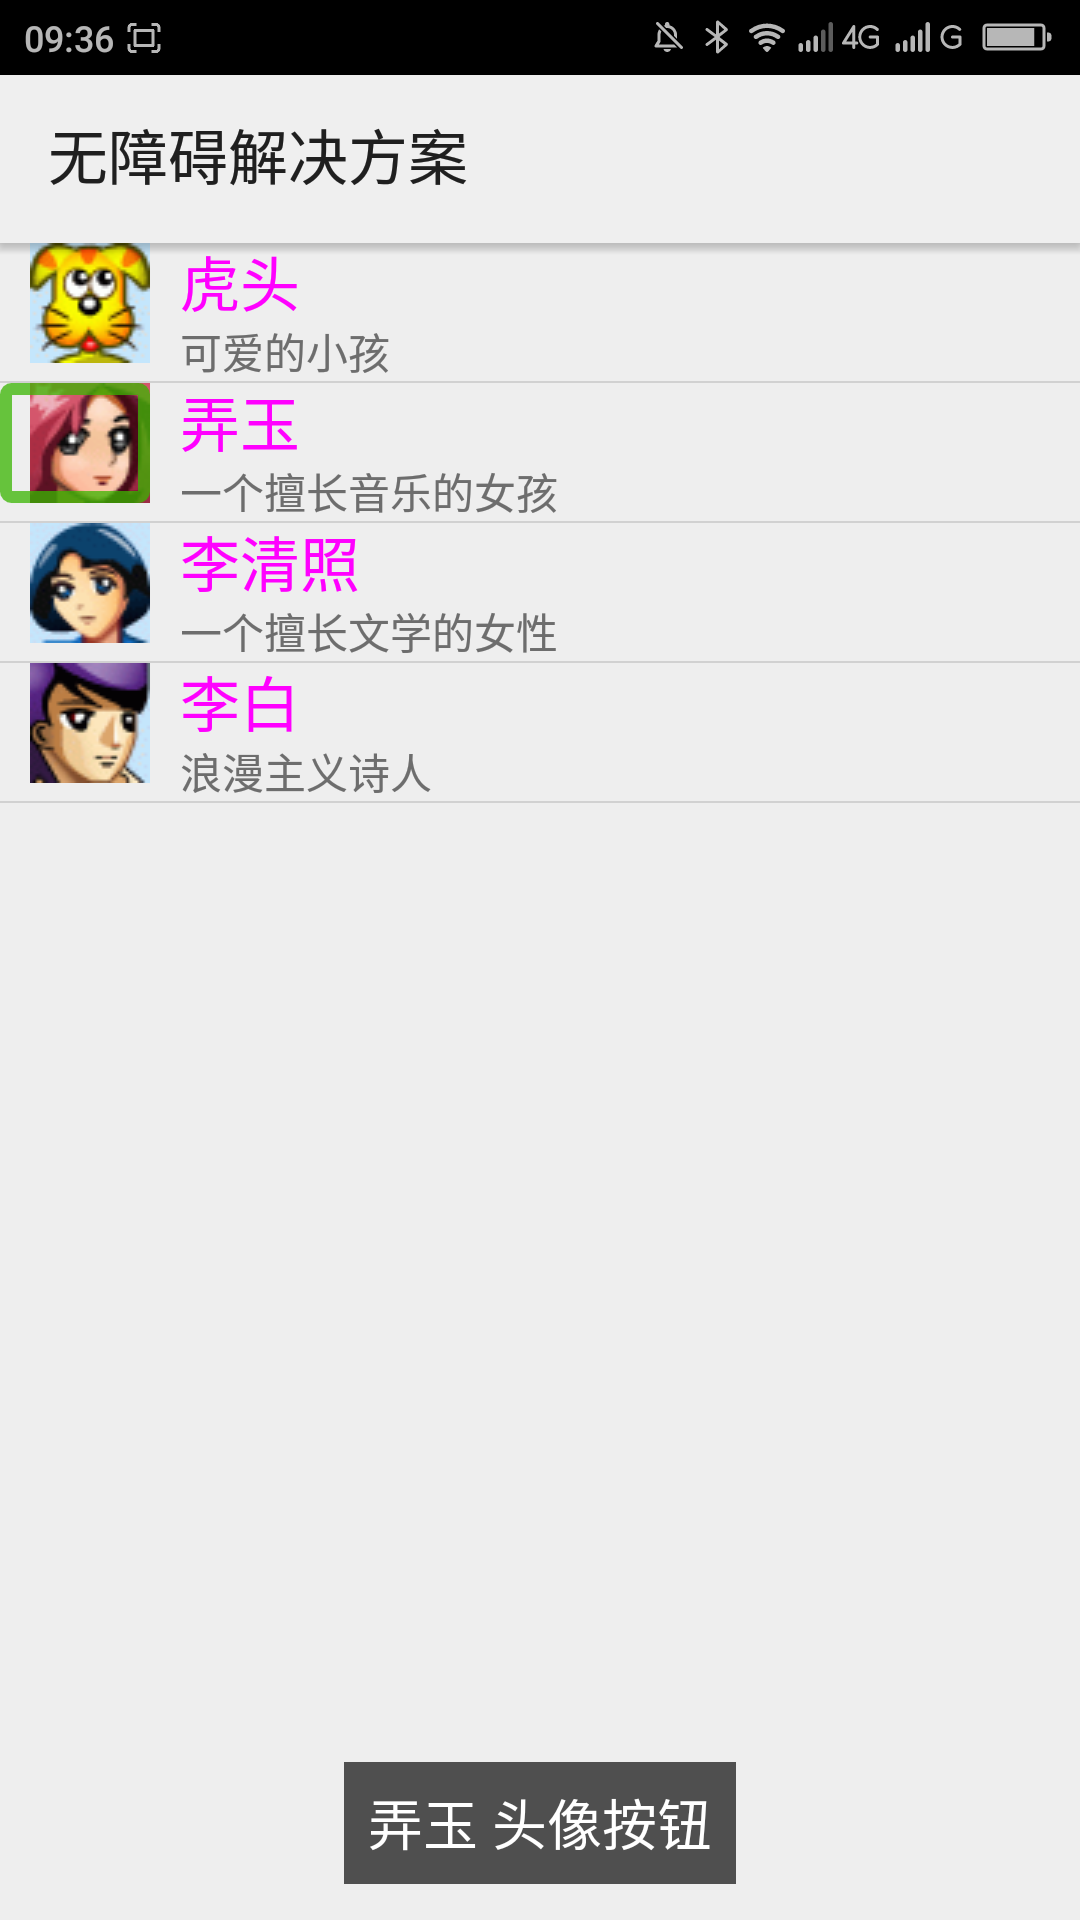 09:36 4G G
无障碍解决方案
虎头
可爱的小孩
弄玉
一个擅长音乐的女孩
李清照
一个擅长文学的女性
李白
浪漫主义诗人
弄玉 头像按钮